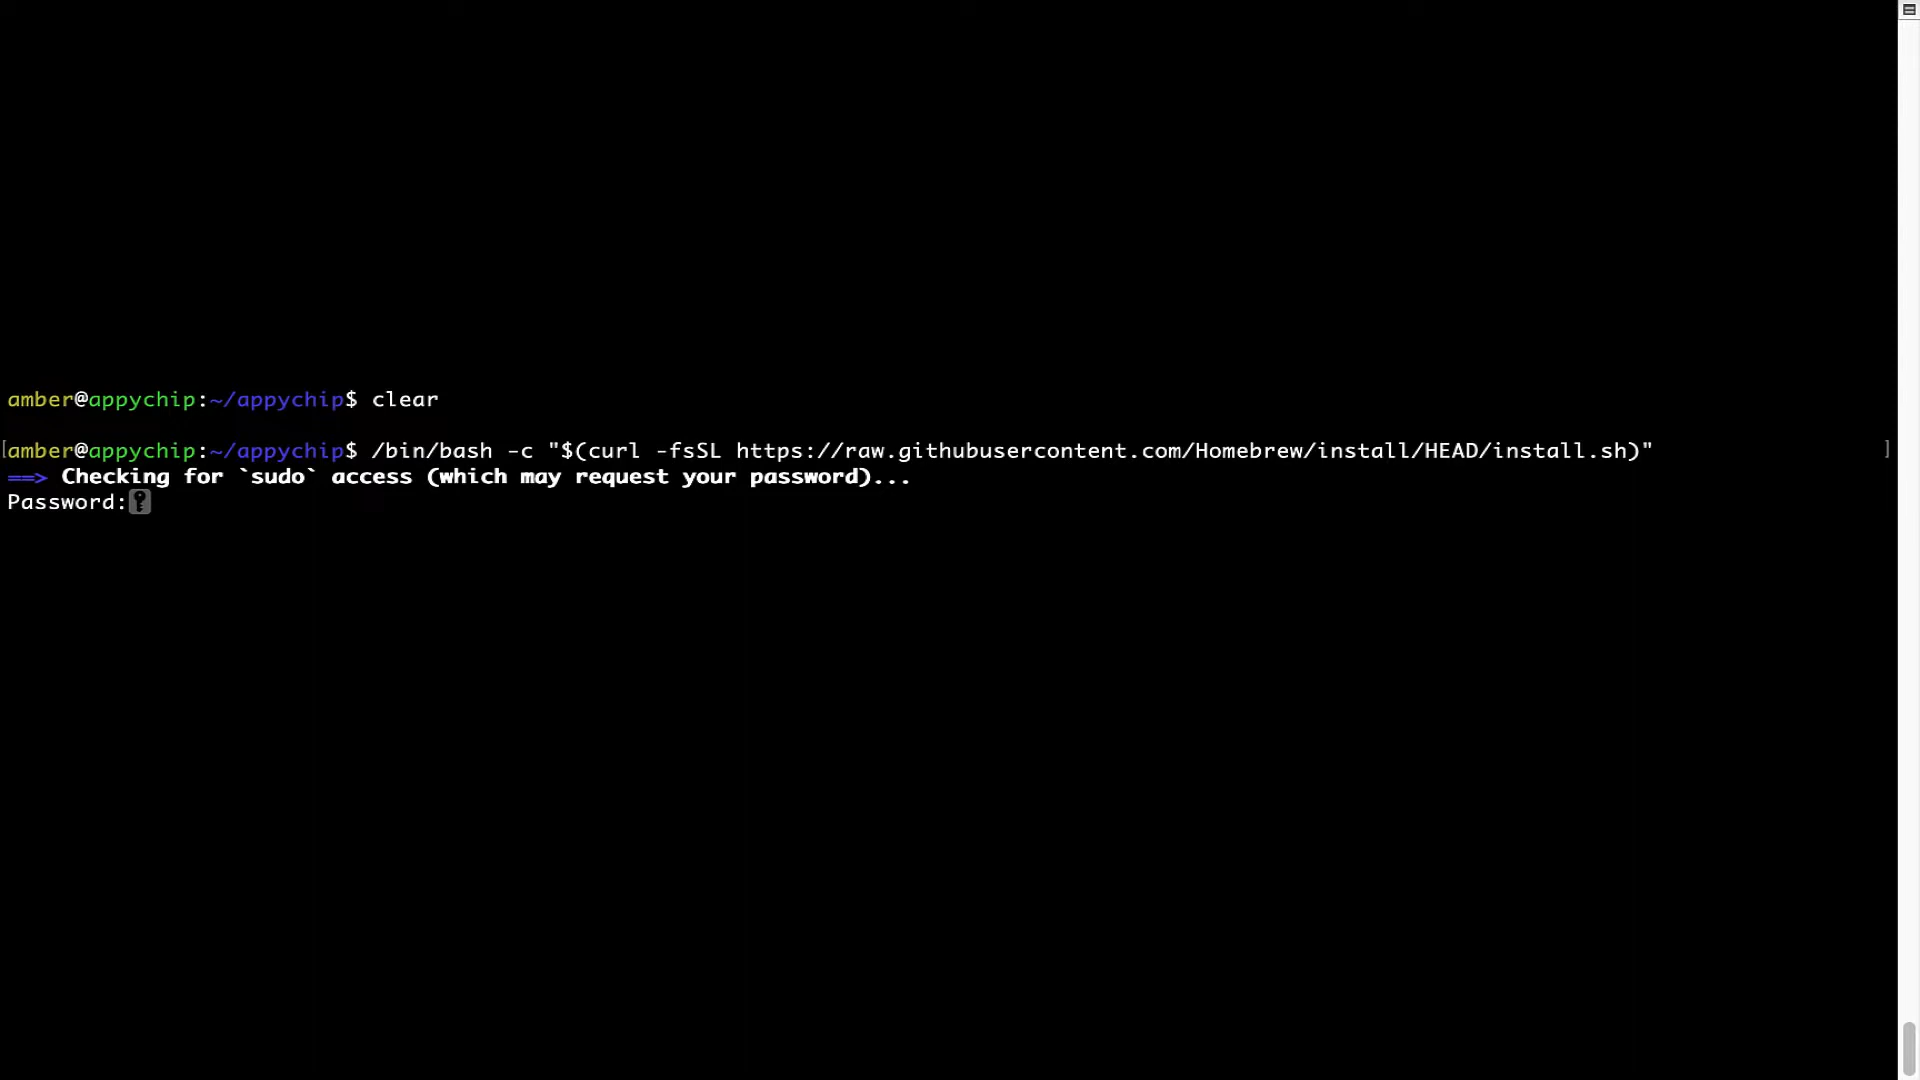 amber@appychip:~/appychip$ clear
[amber@appychip:~/appychip$ /bin/bash -c "$(curl -fsSL https://raw.githubusercontent.com/Homebrew/install/HEAD/install.sh)" ]
==> Checking for `sudo` access (which may request your password)...
Password: